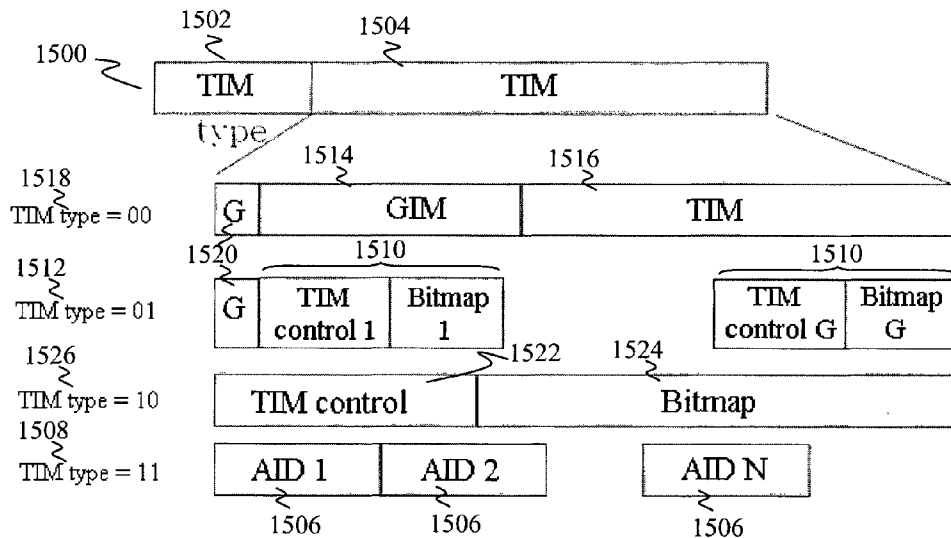 1502
1504
1500
TIM
TIM
type
1514
1516
1518
TIM type = 00
G
GIM
TIM
1520
1510
1510
1512
TIM type = 01
G
TIM control 1
Bitmap 1
TIM control G
Bitmap G
1522
1524
1526
TIM type = 10
TIM control
Bitmap
1508
TIM type = 11
AID 1
AID 2
AID N
1506
1506
1506